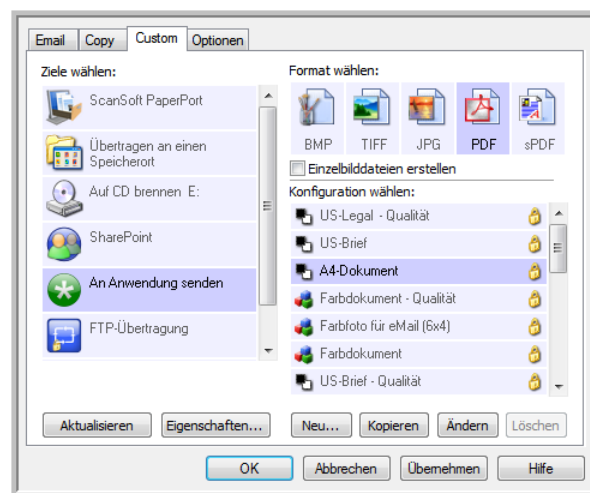 Email Copy Custom Optionen
Ziele wählen:
ScanSoft PaperPort
Übertragen an einen
Speicherort
Auf CD brennen E:
SharePoint
An Anwendung senden
FTP-Übertragung
Aktualisieren Eigenschaften...
Format wählen:
BMP TIFF JPG PDF sPDF
Einzelbilddateien erstellen
Konfiguration wählen:
US-Legal - Qualität
US-Brief
A4-Dokument
Farbdokument - Qualität
Farbfoto für eMail (6x4)
Farbdokument
US-Brief - Qualität
Neu... Kopieren Ändern Löschen
OK Abbrechen Übernehmen Hilfe